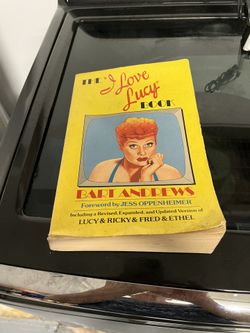 THE "I Love
Lucy" BOOK
BART ANDREWS
Foreword by JESS OPPENHEIMER
Including a Revised, Expanded, and Updated Version of
LUCY & RICKY & FRED & ETHEL